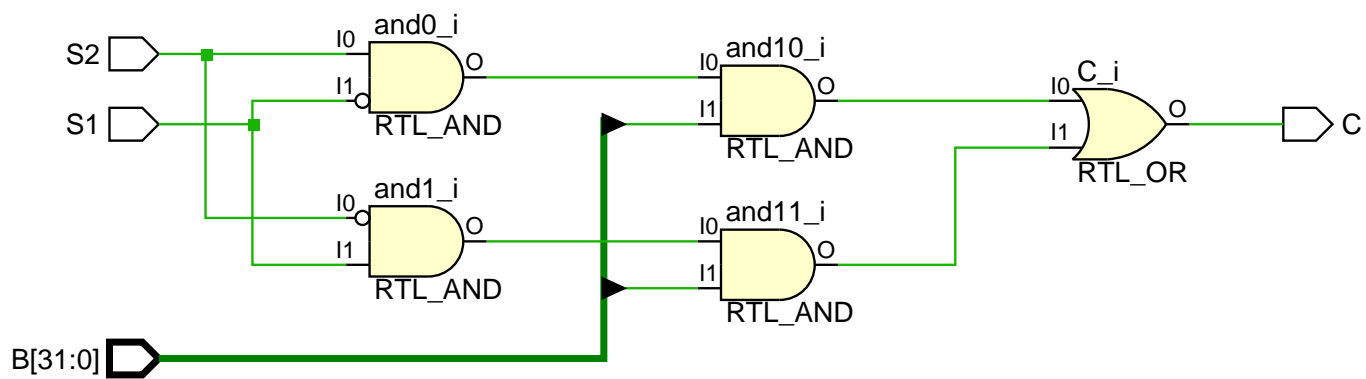 S2
S1
B[31:0]
and0_i
I0
I1
O
RTL_AND
and1_i
I0
I1
O
RTL_AND
and10_i
I0
I1
O
RTL_AND
and11_i
I0
I1
O
RTL_AND
C_i
I0
I1
O
RTL_OR
C